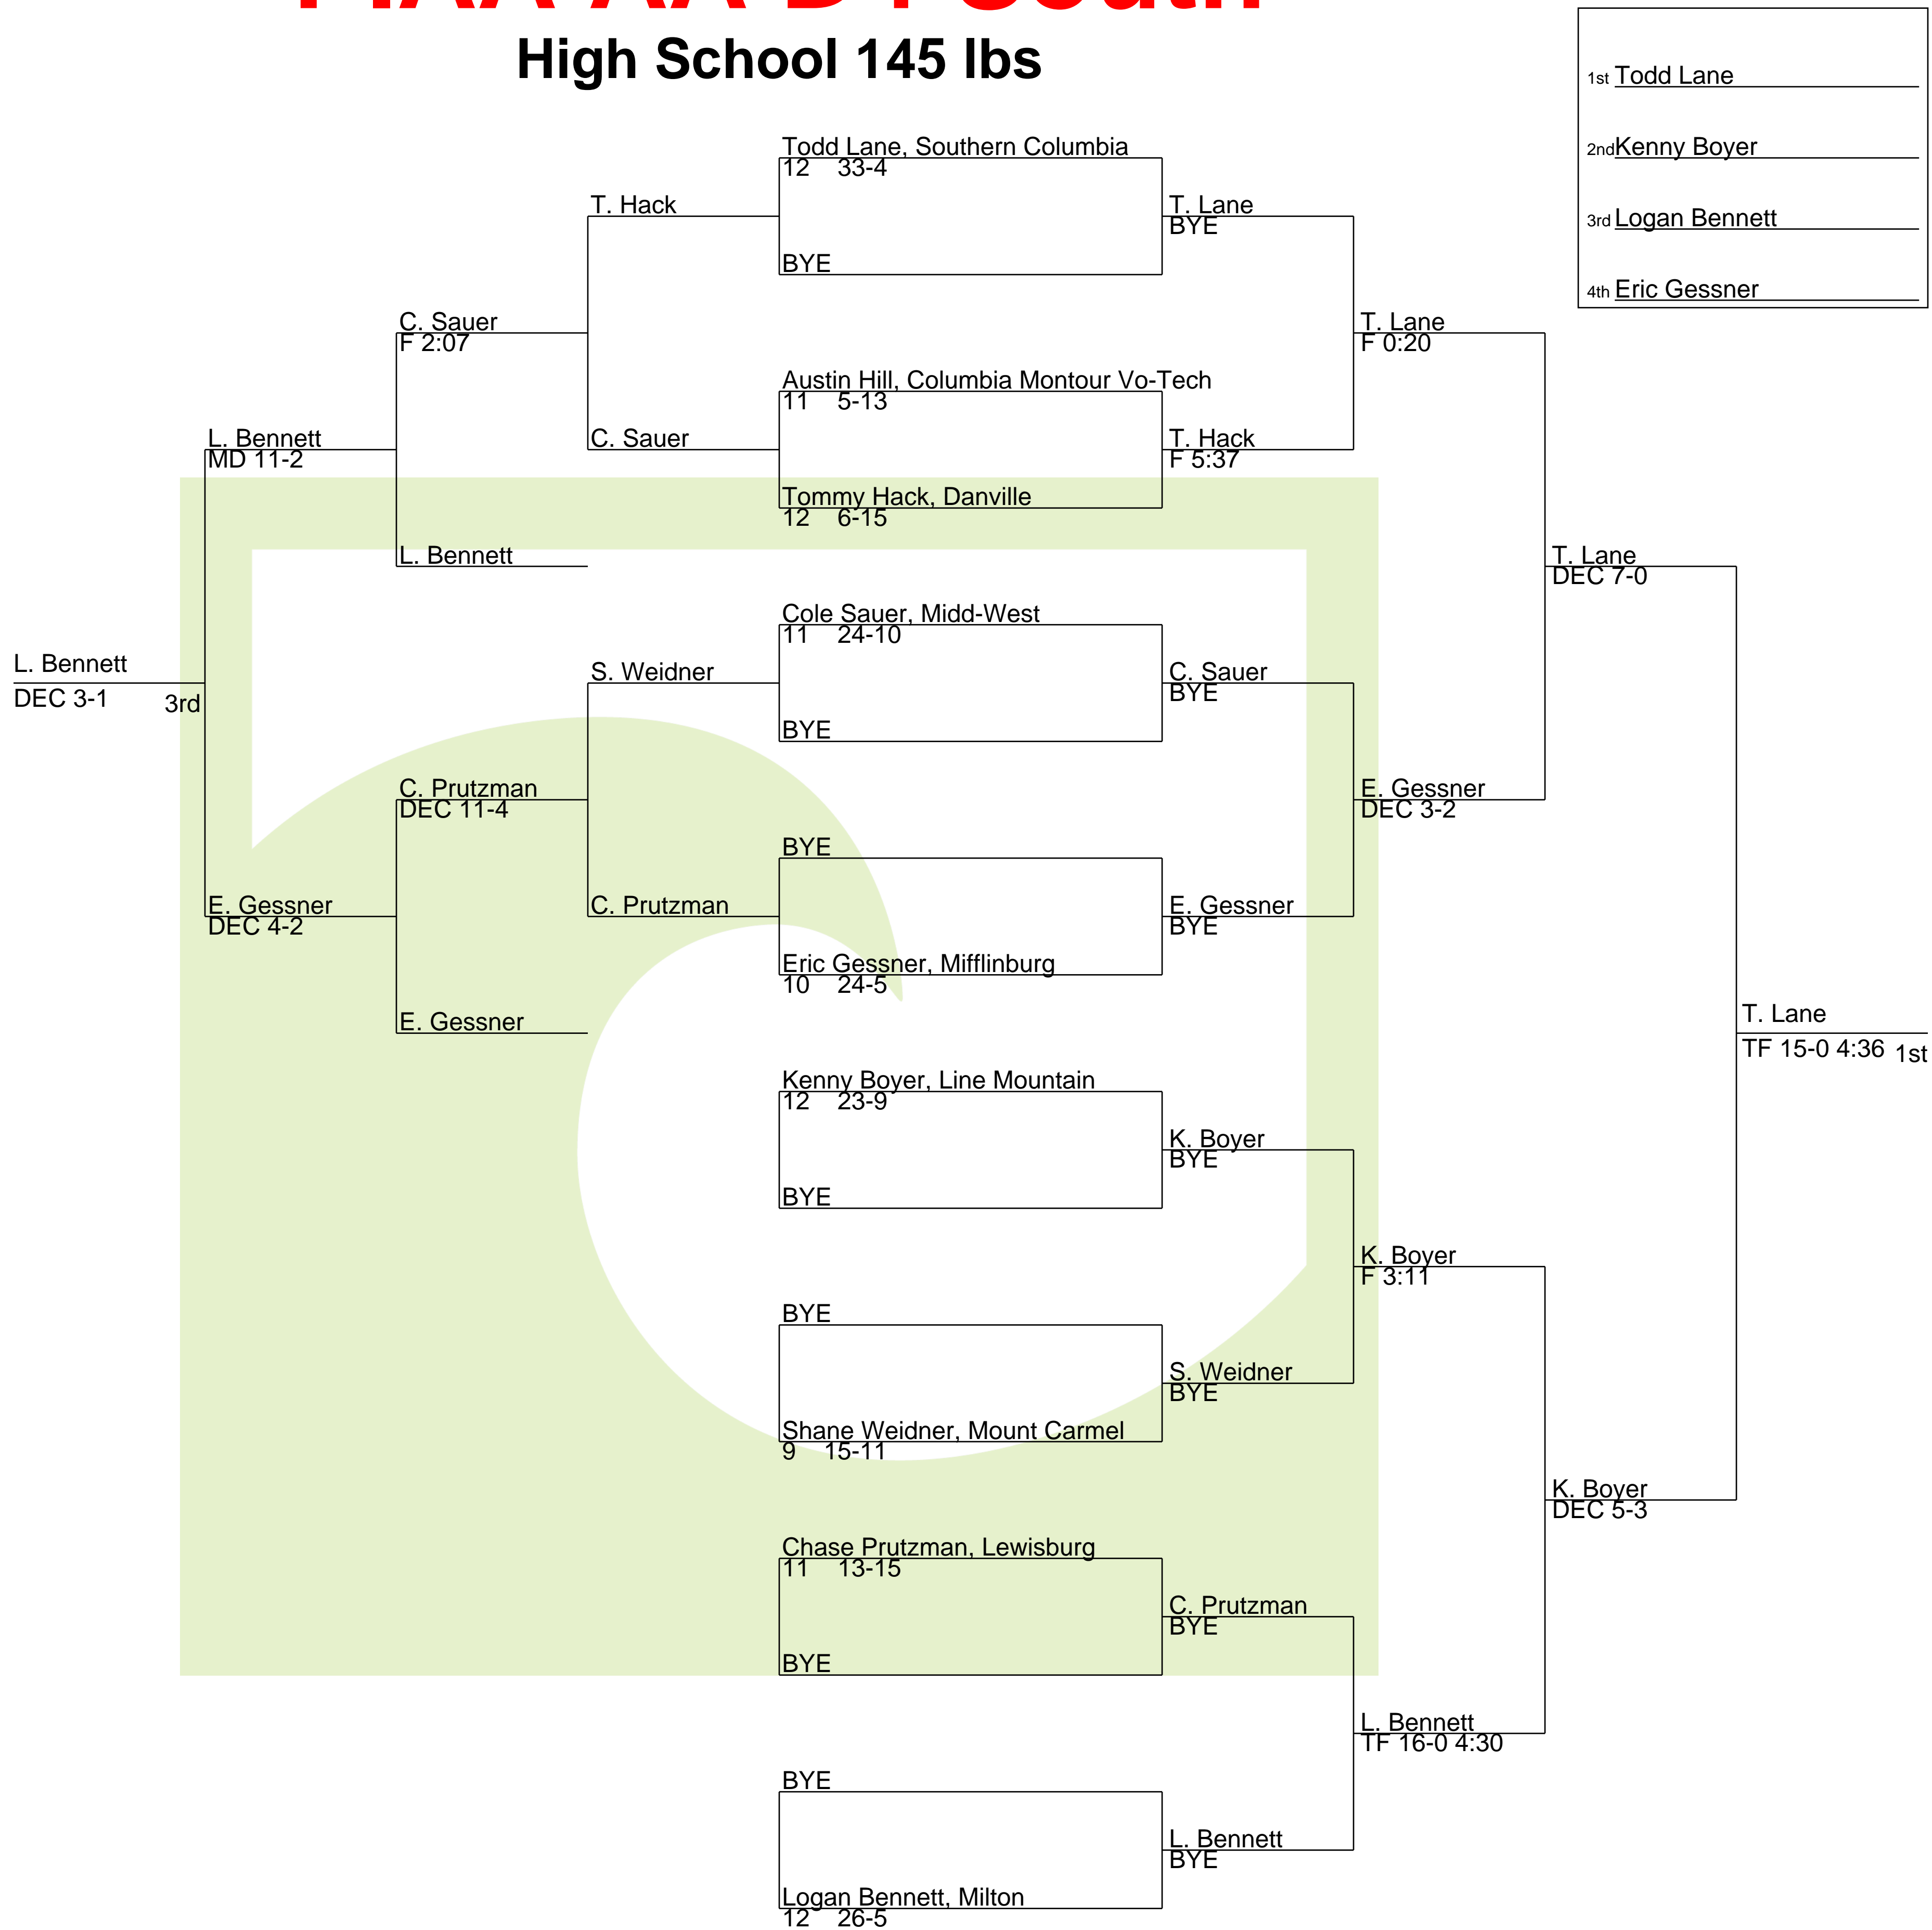 High School 145 lbs
1st Todd Lane
2nd Kenny Boyer
3rd Logan Bennett
4th Eric Gessner
Todd Lane, Southern Columbia
12 33-4
T. Hack
T. Lane
BYE
BYE
C. Sauer
F 2:07
T. Lane
F 0:20
Austin Hill, Columbia Montour Vo-Tech
11 5-13
L. Bennett
MD 11-2
C. Sauer
T. Hack
F 5:37
Tommy Hack, Danville
12 6-15
L. Bennett
T. Lane
DEC 7-0
Cole Sauer, Midd-West
11 24-10
L. Bennett
DEC 3-1 3rd
S. Weidner
C. Sauer
BYE
BYE
C. Prutzman
DEC 11-4
E. Gessner
DEC 3-2
BYE
E. Gessner
DEC 4-2
C. Prutzman
E. Gessner
BYE
Eric Gessner, Mifflinburg
10 24-5
E. Gessner
T. Lane
TF 15-0 4:36 1st
Kenny Boyer, Line Mountain
12 23-9
K. Boyer
BYE
BYE
K. Boyer
F 3:11
BYE
S. Weidner
BYE
Shane Weidner, Mount Carmel
9 15-11
K. Boyer
DEC 5-3
Chase Prutzman, Lewisburg
11 13-15
C. Prutzman
BYE
BYE
L. Bennett
TF 16-0 4:30
BYE
L. Bennett
BYE
Logan Bennett, Milton
12 26-5